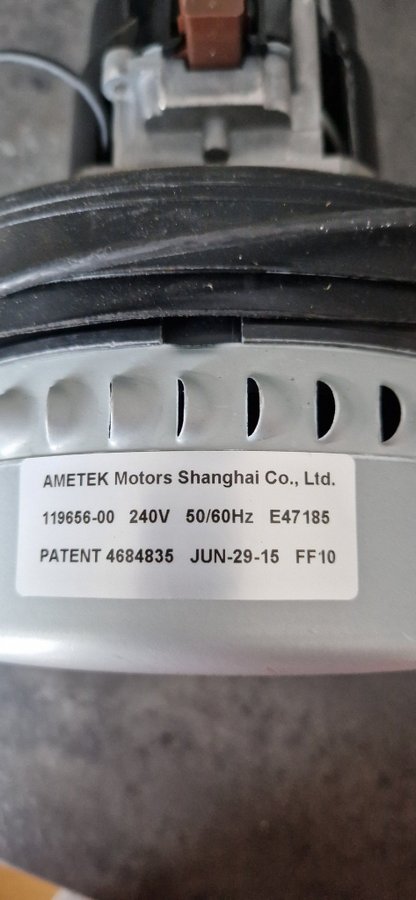 AMETEK Motors Shanghai Co., Ltd.
119656-00 240V 50/60Hz E47185
PATENT 4684835 JUN-29-15 FF10